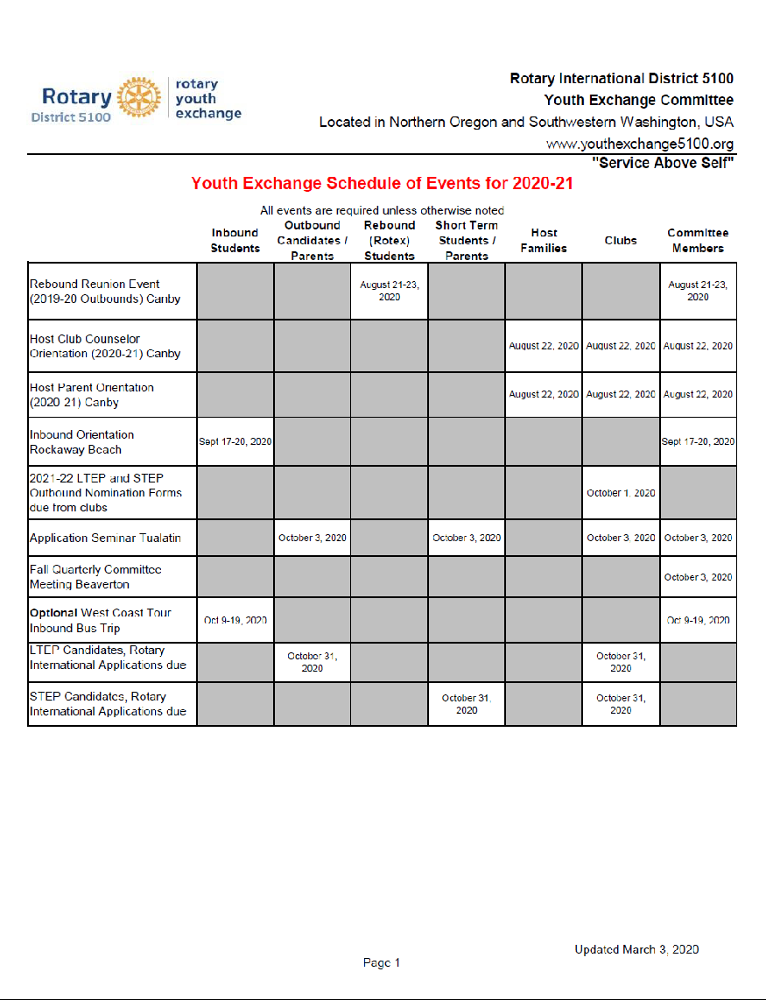 Rotary
District 5100
rotary
youth
exchange
Rotary International District 5100
Youth Exchange Committee
Located in Northern Oregon and Southwestern Washington, USA
www.youthexchange5100.org
"Service Above Self"
Youth Exchange Schedule of Events for 2020-21
All events are required unless otherwise noted
Inbound
Students
Outbound
Candidates /
Parents
Rebound
(Rotex)
Students
Short Term
Students /
Parents
Host
Families
Clubs
Committee
Members
Rebound Reunion Event
(2019-20 Outbounds) Canby
August 21-23,
2020
August 21-23,
2020
Host Club Counselor
Orientation (2020-21) Canby
August 22, 2020
August 22, 2020
August 22, 2020
Host Parent Orientation
(2020-21) Canby
August 22, 2020
August 22, 2020
August 22, 2020
Inbound Orientation
Rockaway Beach
Sept 17-20, 2020
Sept 17-20, 2020
2021-22 LTEP and STEP
Outbound Nomination Forms
due from clubs
October 1, 2020
Application Seminar Tualatin
October 3, 2020
October 3, 2020
October 3, 2020
October 3, 2020
Fall Quarterly Committee
Meeting Beaverton
October 3, 2020
Optional West Coast Tour
Inbound Bus Trip
Oct 9-19, 2020
Oct 9-19, 2020
LTEP Candidates, Rotary
International Applications due
October 31,
2020
October 31,
2020
STEP Candidates, Rotary
International Applications due
October 31,
2020
October 31,
2020
Updated March 3, 2020
Page 1